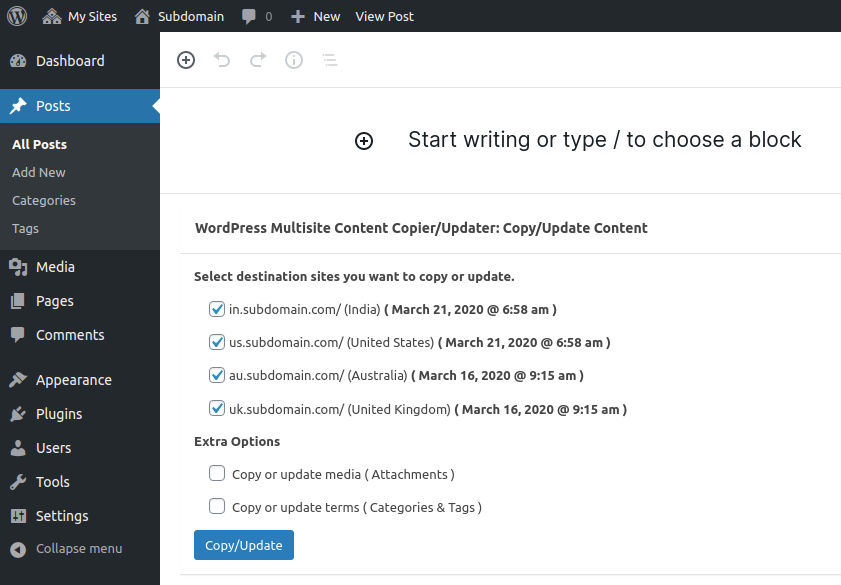 My Sites Subdomain 0 New View Post
Dashboard
Posts
All Posts
Add New
Categories
Tags
Media
Pages
Comments
Appearance
Plugins
Users
Tools
Settings
Collapse menu
Start writing or type / to choose a block
WordPress Multisite Content Copier/Updater: Copy/Update Content
Select destination sites you want to copy or update.
in.subdomain.com/ (India) ( March 21, 2020 @ 6:58 am )
us.subdomain.com/ (United States) ( March 21, 2020 @ 6:58 am )
au.subdomain.com/ (Australia) ( March 16, 2020 @ 9:15 am )
uk.subdomain.com/ (United Kingdom) ( March 16, 2020 @ 9:15 am )
Extra Options
Copy or update media ( Attachments )
Copy or update terms ( Categories & Tags )
Copy/Update